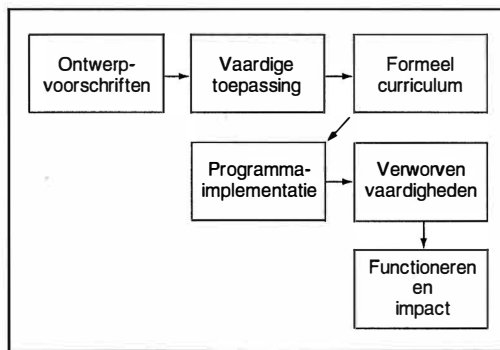 Ontwerp-
voorschriften
Vaardige
toepassing
Formeel
curriculum
Programma-
implementatie
Verworven
vaardigheden
Functioneren
en
impact